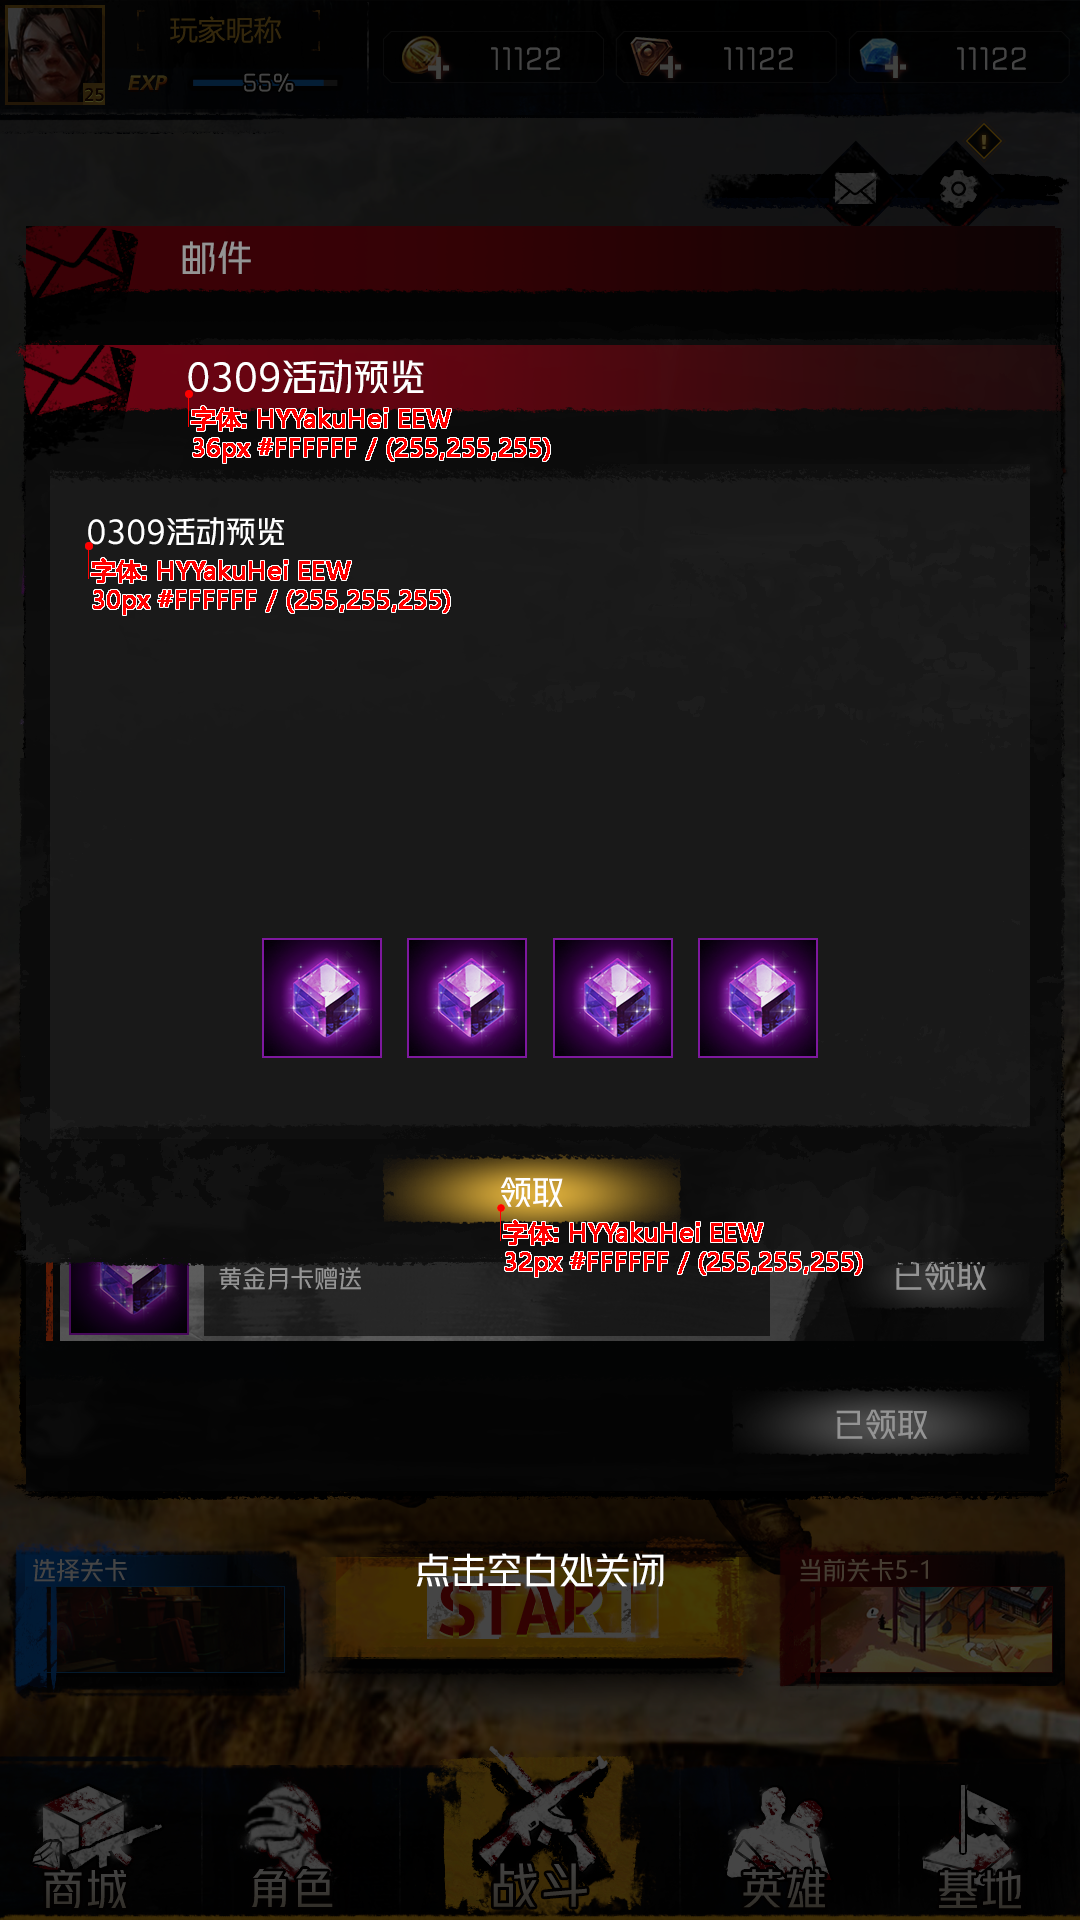 玩家昵称
25
EXP
55%
11122
11122
11122
!
邮件
0309活动预览
字体: HYYakuHei EEW
36px #FFFFFF / (255,255,255)
0309活动预览
字体: HYYakuHei EEW
30px #FFFFFF / (255,255,255)
领取
字体: HYYakuHei EEW
32px #FFFFFF / (255,255,255)
黄金月卡赠送
已领取
已领取
选择关卡
点击空白处关闭
START
当前关卡5-1
商城
角色
战斗
英雄
基地